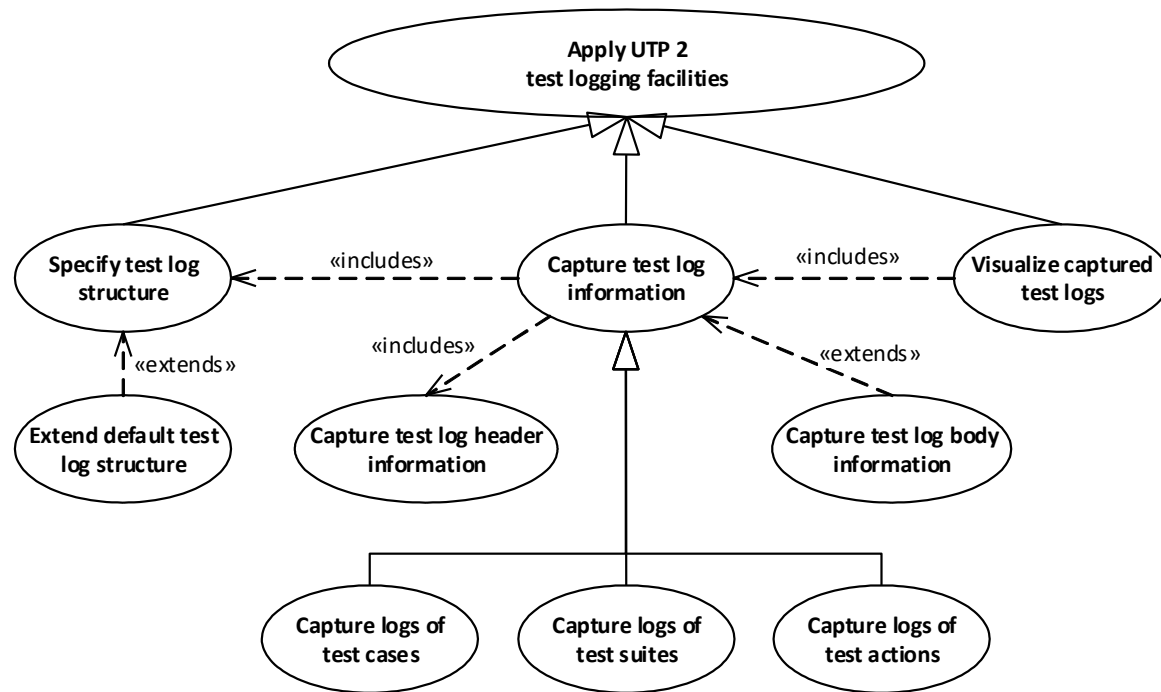 Apply UTP 2
test logging facilities
Specify test log
structure
«includes»
Capture test log
information
«includes»
Visualize captured
test logs
«extends»
«includes»
«extends»
Extend default test
log structure
Capture test log header
information
Capture test log body
information
Capture logs of
test cases
Capture logs of
test suites
Capture logs of
test actions